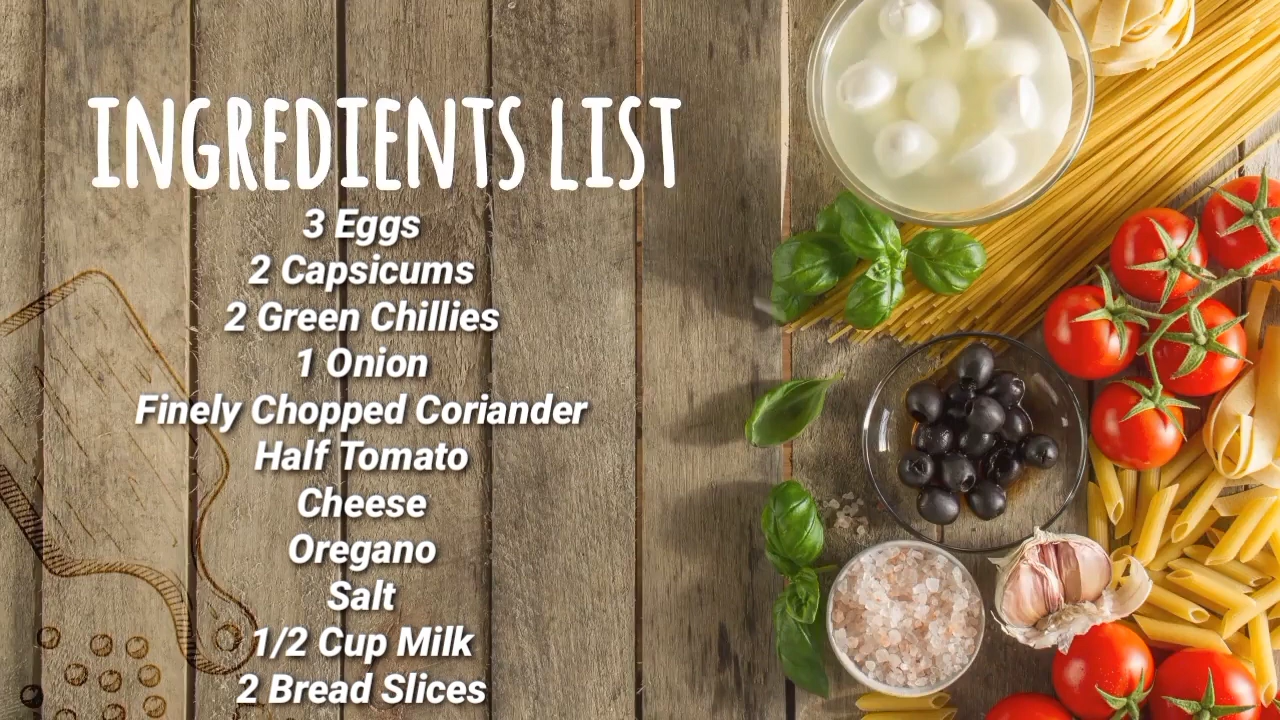 INGREDIENTS LIST
3 Eggs
2 Capsicums
2 Green Chillies
1 Onion
Finely Chopped Coriander
Half Tomato
Cheese
Oregano
Salt
1/2 Cup Milk
2 Bread Slices